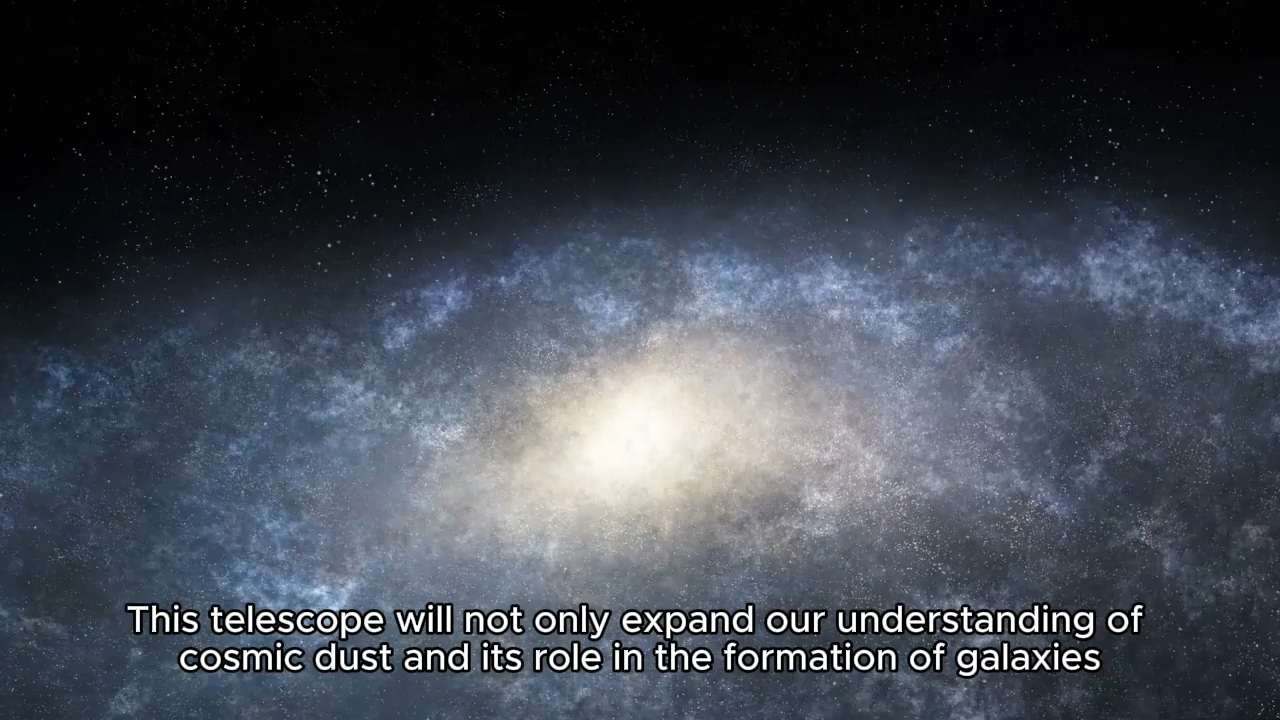 This telescope will not only expand our understanding of
cosmic dust and its role in the formation of galaxies